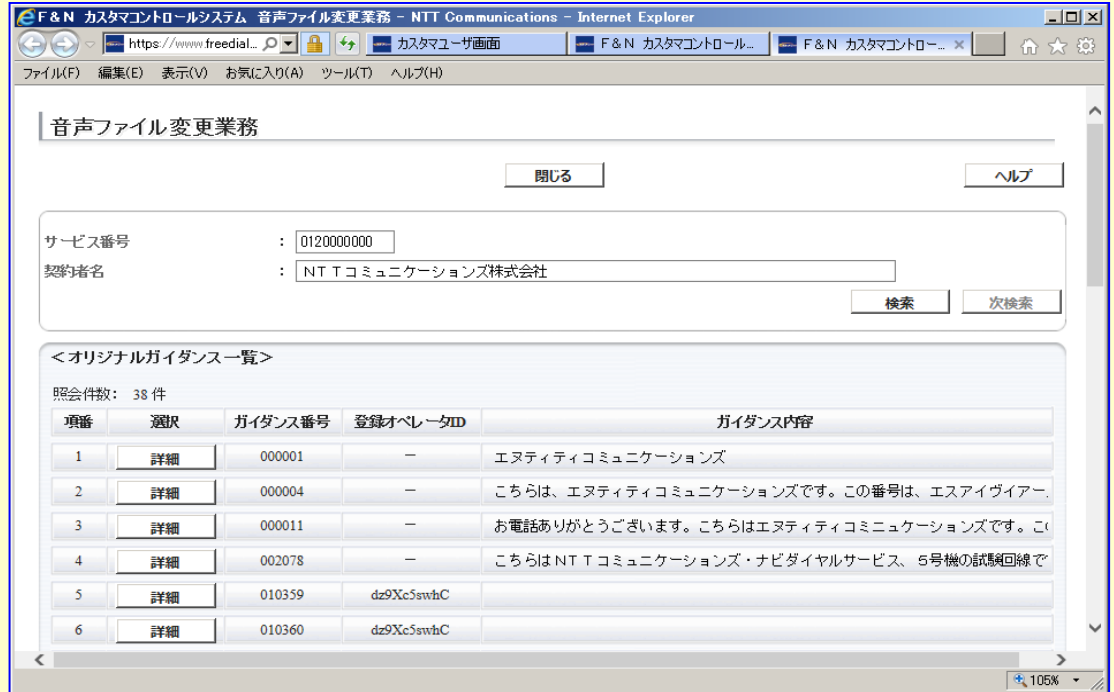 F&N カスタマコントロールシステム 音声ファイル変更業務 - NTT Communications - Internet Explorer
https://www.freedial... カスタマユーザ画面 F&N カスタマコントロール... F&N カスタマコントロー...
ファイル(F) 編集(E) 表示(V) お気に入り(A) ツール(T) ヘルプ(H)
音声ファイル変更業務
閉じる ヘルプ
サービス番号 : 0120000000
契約者名 : NTTコミュニケーションズ株式会社
検索 次検索
<オリジナルガイダンス一覧>
照会件数: 38 件
項番 選択 ガイダンス番号 登録オペレータID ガイダンス内容
1 詳細 000001 ― エヌティティコミュニケーションズ
2 詳細 000004 ― こちらは、エヌティティコミュニケーションズです。この番号は、エスアイヴイアー
3 詳細 000011 ― お電話ありがとうございます。こちらはエヌティティコミニュケーションズです。こ
4 詳細 002078 ― こちらはNTTコミュニケーションズ・ナビダイヤルサービス、5号機の試験回線で
5 詳細 010359 dz9Xc5swhC
6 詳細 010360 dz9Xc5swhC
105%